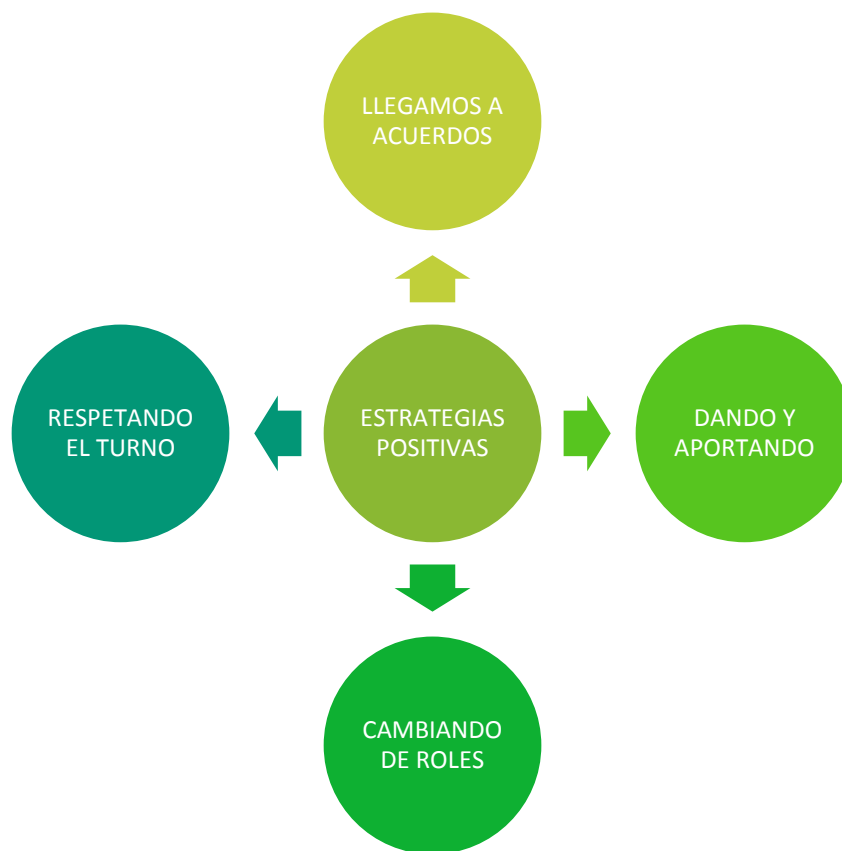 LLEGAMOS A
ACUERDOS
RESPETANDO
EL TURNO
ESTRATEGIAS
POSITIVAS
DANDO Y
APORTANDO
CAMBIANDO
DE ROLES